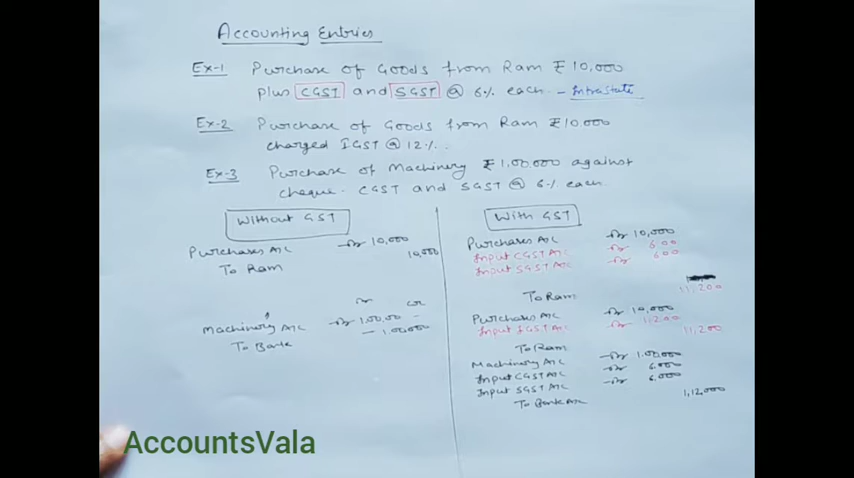 Accounting Entries
Ex-1 Purchase of Goods from Ram ₹10,000
plus CGST and SGST @ 6% each. - Intrastate
Ex-2 Purchase of Goods from Ram ₹10,000
charged IGST @ 12%.
Ex-3 Purchase of Machinery ₹1,00,000 against
cheque. CGST and SGST @ 6% each.
Without GST
Purchases A/c Dr 10,000
10,000
To Ram
Dr Cr
Machinery A/c Dr 1,00,00 -
To Bank - 1,00,000
With GST
Purchases A/c Dr 10,000
Input CGST A/c Dr 600
Input SGST A/c Dr 600
11,200
To Ram
Purchases A/c Dr 10,000
Input IGST A/c Dr 1,200
11,200
To Ram
Machinery A/c Dr 1,00,000
Input CGST A/c Dr 6,000
Input SGST A/c Dr 6,000
To Bank A/c 1,12,000
AccountsVala